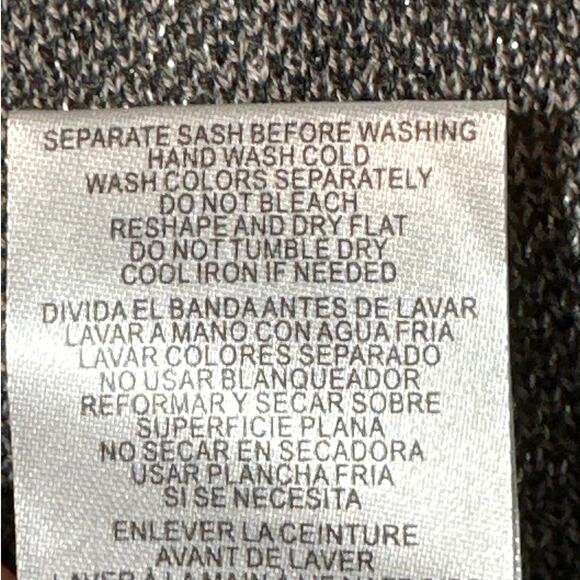 SEPARATE SASH BEFORE WASHING
HAND WASH COLD
WASH COLORS SEPARATELY
DO NOT BLEACH
RESHAPE AND DRY FLAT
DO NOT TUMBLE DRY
COOL IRON IF NEEDED
DIVIDA EL BANDA ANTES DE LAVAR
LAVAR A MANO CON AGUA FRIA
LAVAR COLORES SEPARADO
NO USAR BLANQUEADOR
REFORMAR Y SECAR SOBRE
SUPERFICIE PLANA
NO SECAR EN SECADORA
USAR PLANCHA FRIA
SI SE NECESITA
ENLEVER LA CEINTURE
AVANT DE LAVER
LAVER À LA MAIN